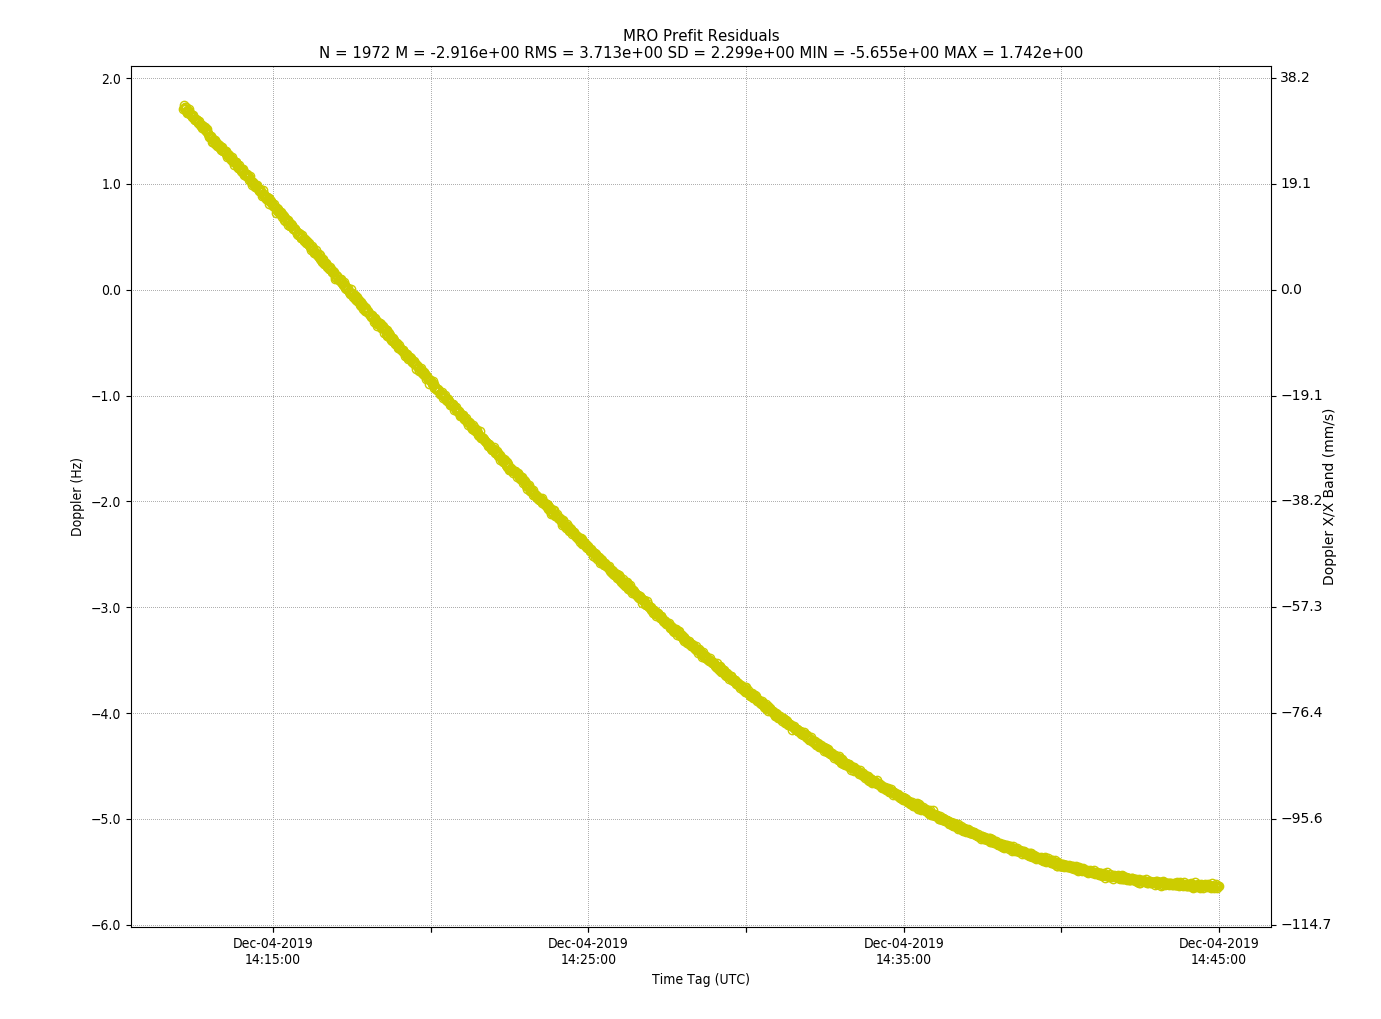 MRO Prefit Residuals
N = 1972 M = -2.916e+00 RMS = 3.713e+00 SD = 2.299e+00 MIN = -5.655e+00 MAX = 1.742e+00
2.0
1.0
0.0
−1.0
−2.0
−3.0
−4.0
−5.0
−6.0
Doppler (Hz)
38.2
19.1
0.0
−19.1
−38.2
−57.3
−76.4
−95.6
−114.7
Doppler X/X Band (mm/s)
Dec-04-2019
14:15:00
Dec-04-2019
14:25:00
Dec-04-2019
14:35:00
Dec-04-2019
14:45:00
Time Tag (UTC)